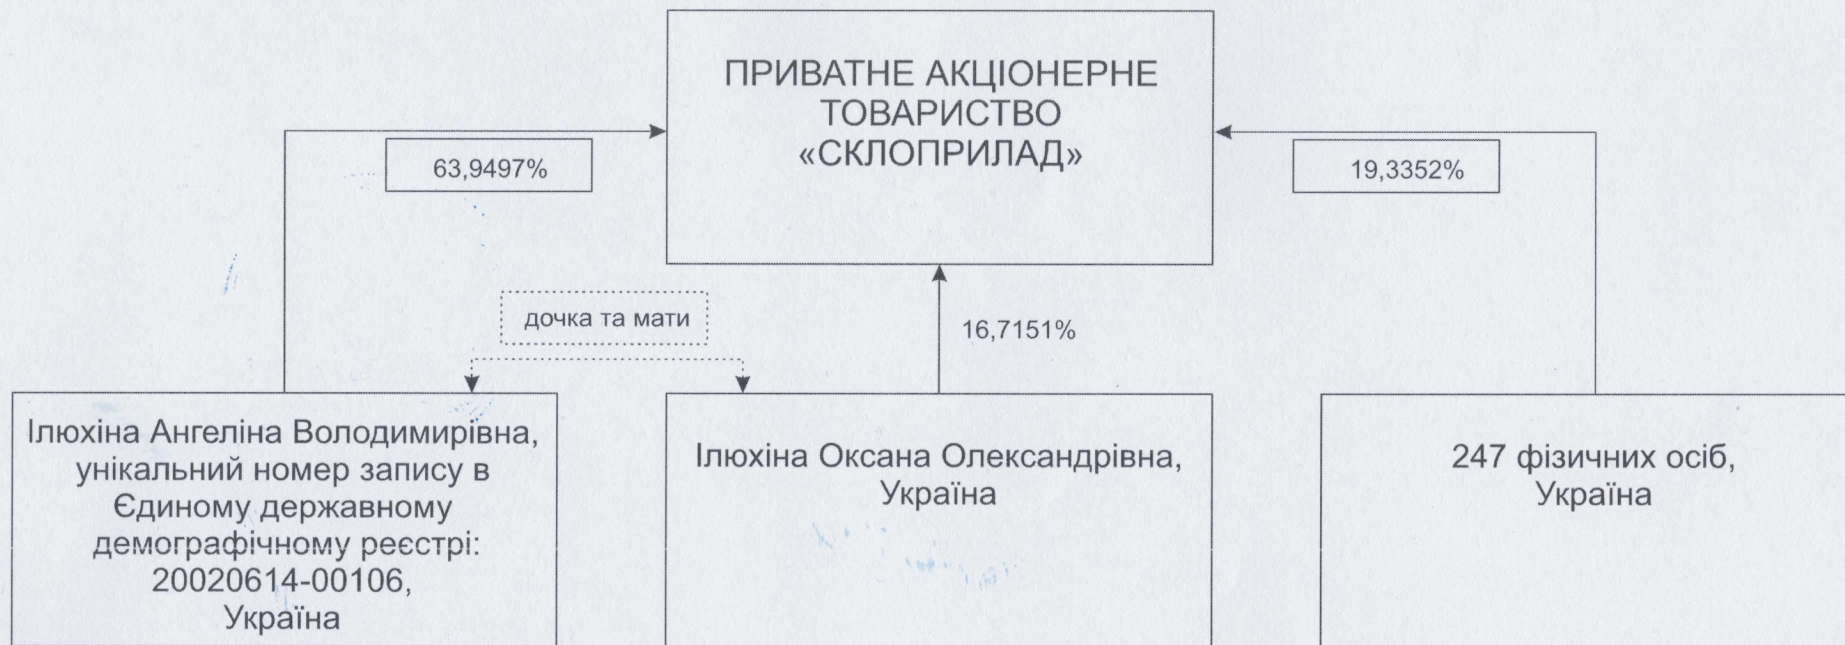 ПРИВАТНЕ АКЦІОНЕРНЕ
ТОВАРИСТВО
«СКЛОПРИЛАД»
63,9497%
19,3352%
дочка та мати
16,7151%
Ілюхіна Ангеліна Володимирівна,
унікальний номер запису в
Єдиному державному
демографічному реєстрі:
20020614-00106,
Україна
Ілюхіна Оксана Олександрівна,
Україна
247 фізичних осіб,
Україна